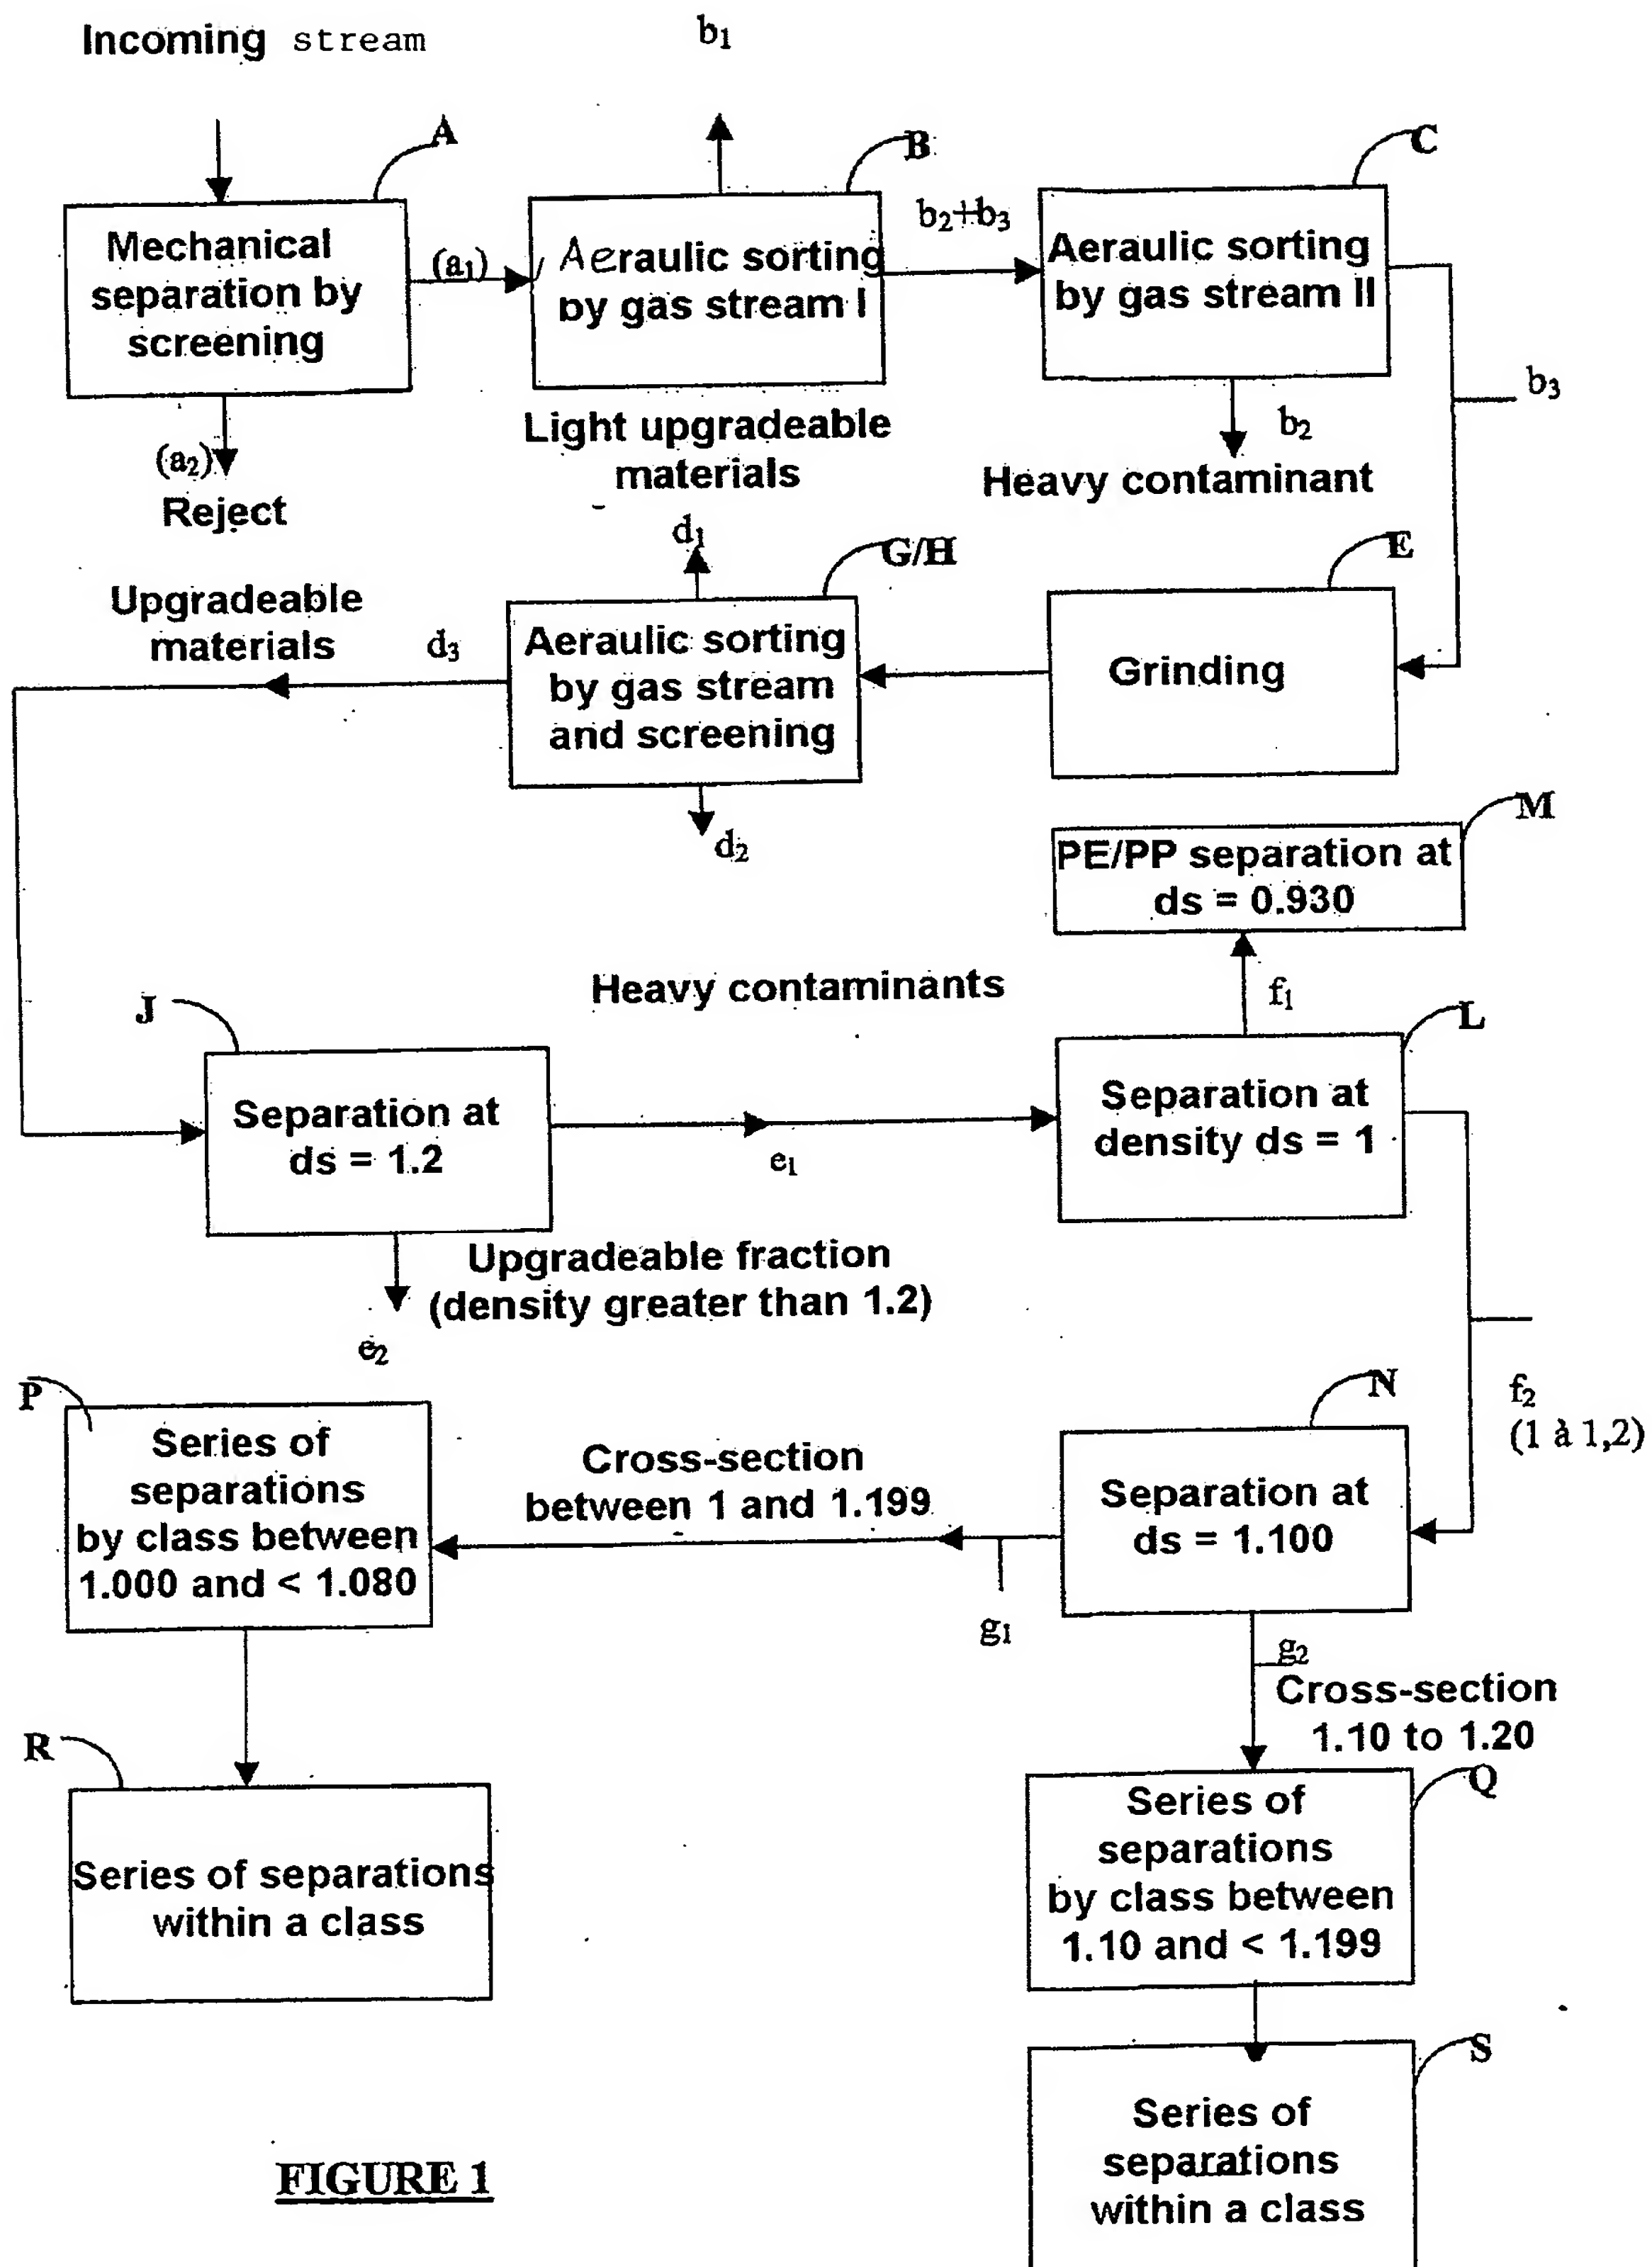 Incoming stream
b1
A
B
C
Mechanical
separation by
screening
(a1)
Aeraulic sorting
by gas stream I
b2+b3
Aeraulic sorting
by gas stream II
b3
(a2)
Reject
Light upgradeable
materials
b2
Heavy contaminant
d1
G/H
E
Upgradeable
materials
d3
Aeraulic sorting
by gas stream
and screening
Grinding
d2
M
PE/PP separation at
ds = 0.930
Heavy contaminants
f1
J
L
Separation at
ds = 1.2
e1
Separation at
density ds = 1
Upgradeable fraction
(density greater than 1.2)
e2
P
N
f2
(1 à 1,2)
Series of
separations
by class between
1.000 and < 1.080
Cross-section
between 1 and 1.199
Separation at
ds = 1.100
g1
g2
Cross-section
1.10 to 1.20
R
Q
Series of separations
within a class
Series of
separations
by class between
1.10 and < 1.199
S
Series of
separations
within a class
FIGURE 1